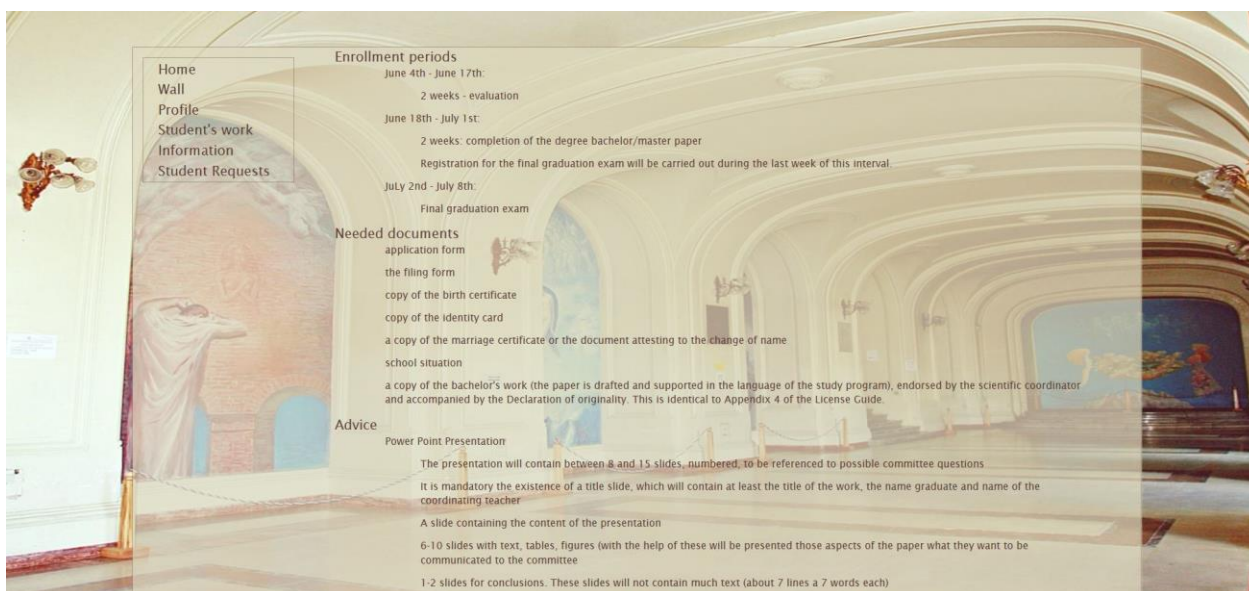 Home
Wall
Profile
Student's work
Information
Student Requests
Enrollment periods
June 4th - June 17th:
2 weeks - evaluation
June 18th - July 1st:
2 weeks: completion of the degree bachelor/master paper
Registration for the final graduation exam will be carried out during the last week of this interval.
JuLy 2nd - July 8th:
Final graduation exam
Needed documents
application form
the filing form
copy of the birth certificate
copy of the identity card
a copy of the marriage certificate or the document attesting to the change of name
school situation
a copy of the bachelor's work (the paper is drafted and supported in the language of the study program), endorsed by the scientific coordinator
and accompanied by the Declaration of originality. This is identical to Appendix 4 of the License Guide.
Advice
Power Point Presentation
The presentation will contain between 8 and 15 slides, numbered, to be referenced to possible committee questions
It is mandatory the existence of a title slide, which will contain at least the title of the work, the name graduate and name of the
coordinating teacher
A slide containing the content of the presentation
6-10 slides with text, tables, figures (with the help of these will be presented those aspects of the paper what they want to be
communicated to the committee
1-2 slides for conclusions. These slides will not contain much text (about 7 lines a 7 words each)